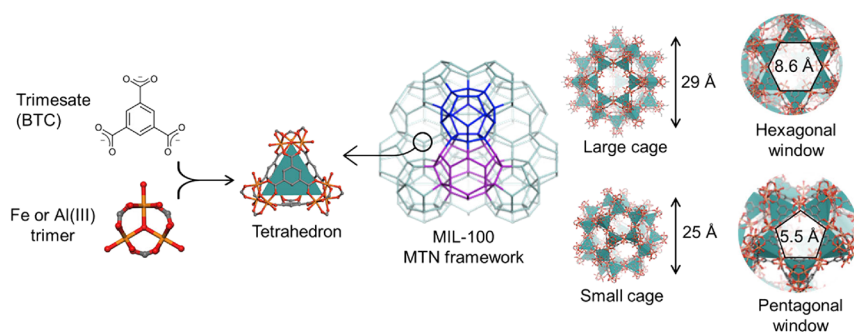 Trimesate
(BTC)
O
O
–
O
O
–
O
O
–
Fe or Al(III)
trimer
Tetrahedron
MIL-100
MTN framework
29 Å
Large cage
8.6 Å
Hexagonal
window
25 Å
Small cage
5.5 Å
Pentagonal
window